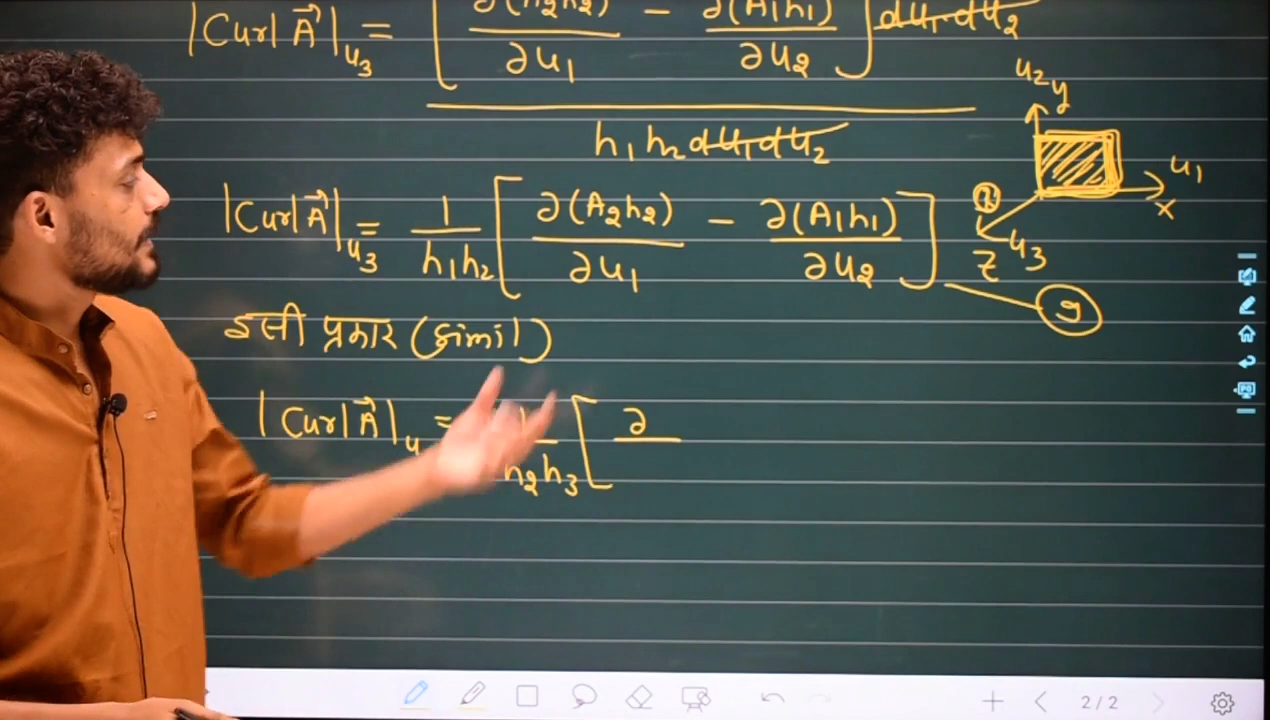 |Curl A⃗|u₃ = [ ∂(A₂h₂)/∂u₁ − ∂(A₁h₁)/∂u₂ ] du₁du₂
h₁h₂du₁du₂
u₂ y
u₁
x
|Curl A⃗|u₃ = 1/h₁h₂ [ ∂(A₂h₂)/∂u₁ − ∂(A₁h₁)/∂u₂ ]
u₃
z
9
इसी प्रकार (simil)
|Curl A⃗|u = 1/h₂h₃ [ ∂
2/2